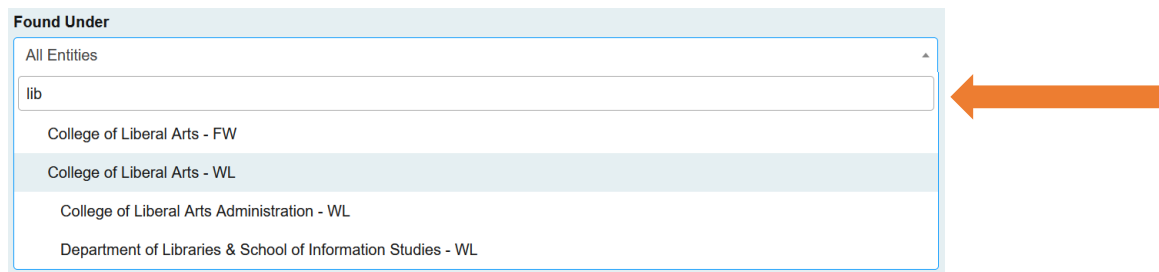 Found Under
All Entities
lib
College of Liberal Arts - FW
College of Liberal Arts - WL
College of Liberal Arts Administration - WL
Department of Libraries & School of Information Studies - WL